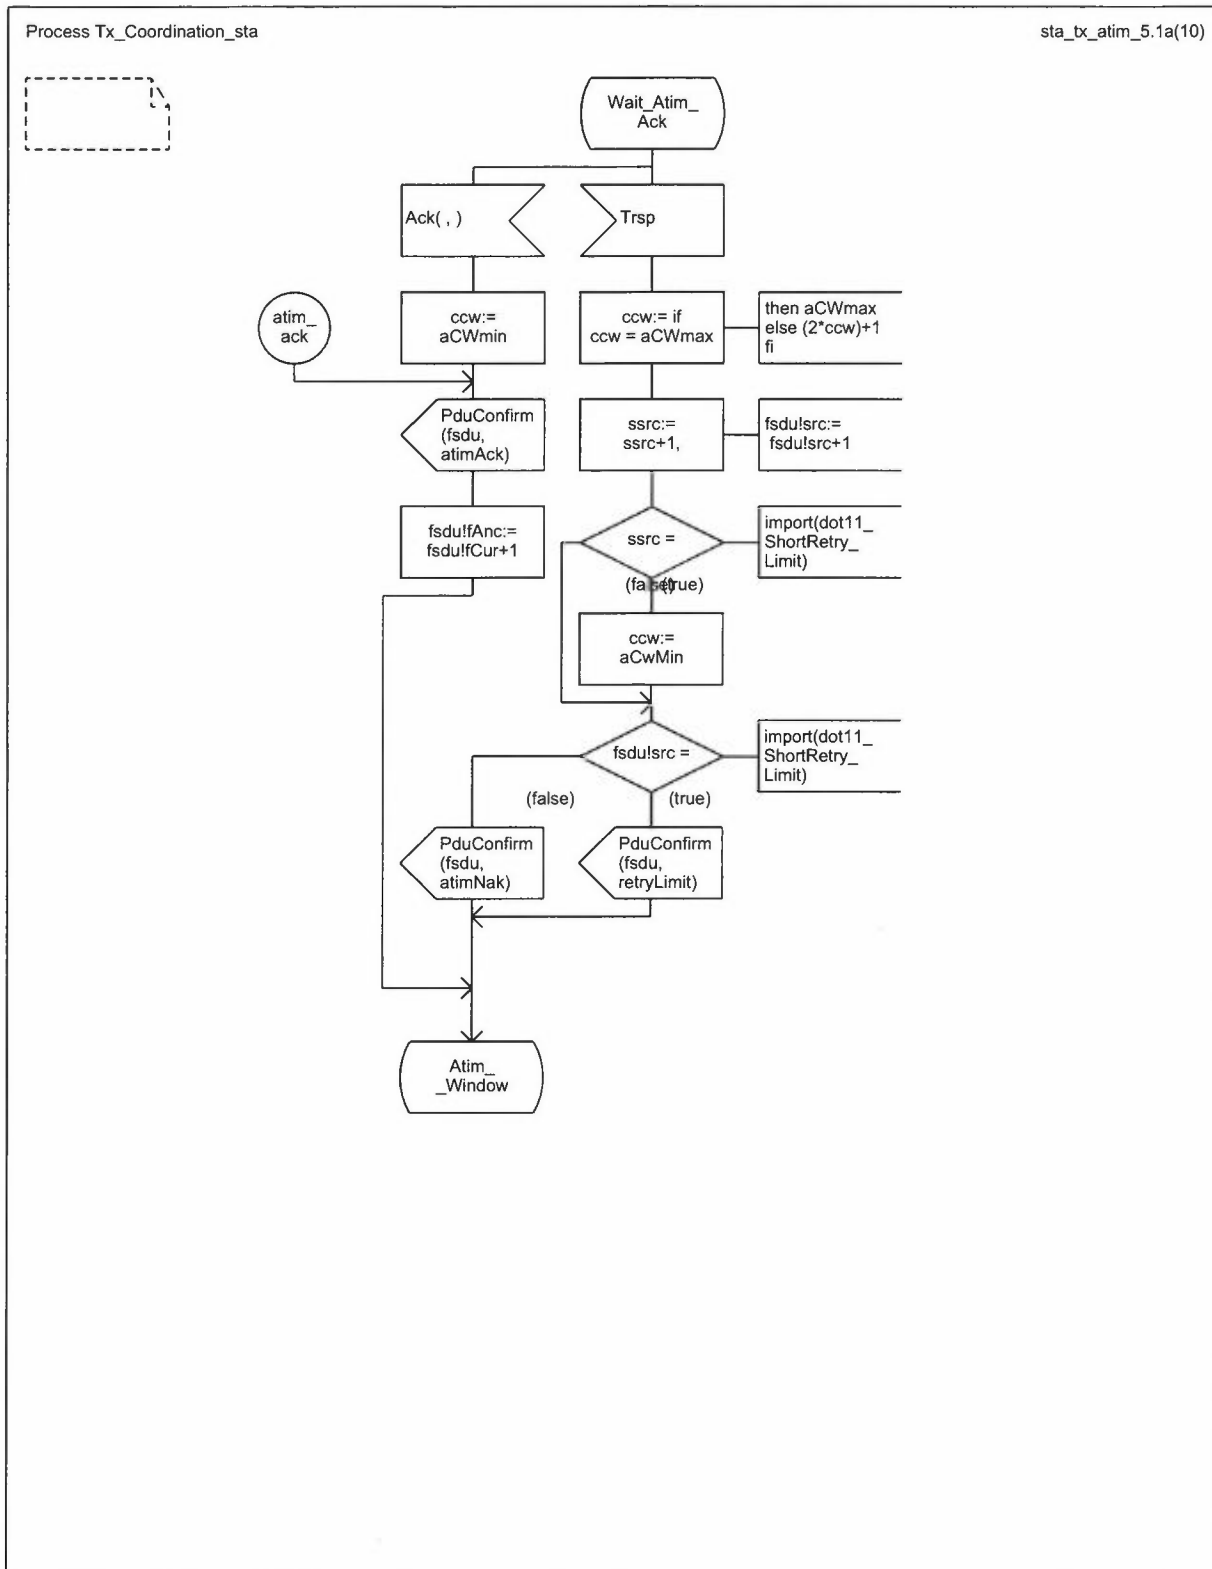 Process Tx_Coordination_sta
sta_tx_atim_5.1a(10)
Wait_Atim_
Ack
Ack( , )
Trsp
atim_
ack
ccw:=
aCWmin
ccw:= if
ccw = aCWmax
then aCWmax
else (2*ccw)+1
fi
PduConfirm
(fsdu,
atimAck)
ssrc:=
ssrc+1,
fsdu!src:=
fsdu!src+1
fsdu!fAnc:=
fsdu!fCur+1
ssrc =
import(dot11_
ShortRetry_
Limit)
(false)
(true)
ccw:=
aCwMin
fsdu!src =
import(dot11_
ShortRetry_
Limit)
(false)
(true)
PduConfirm
(fsdu,
atimNak)
PduConfirm
(fsdu,
retryLimit)
Atim_
_Window